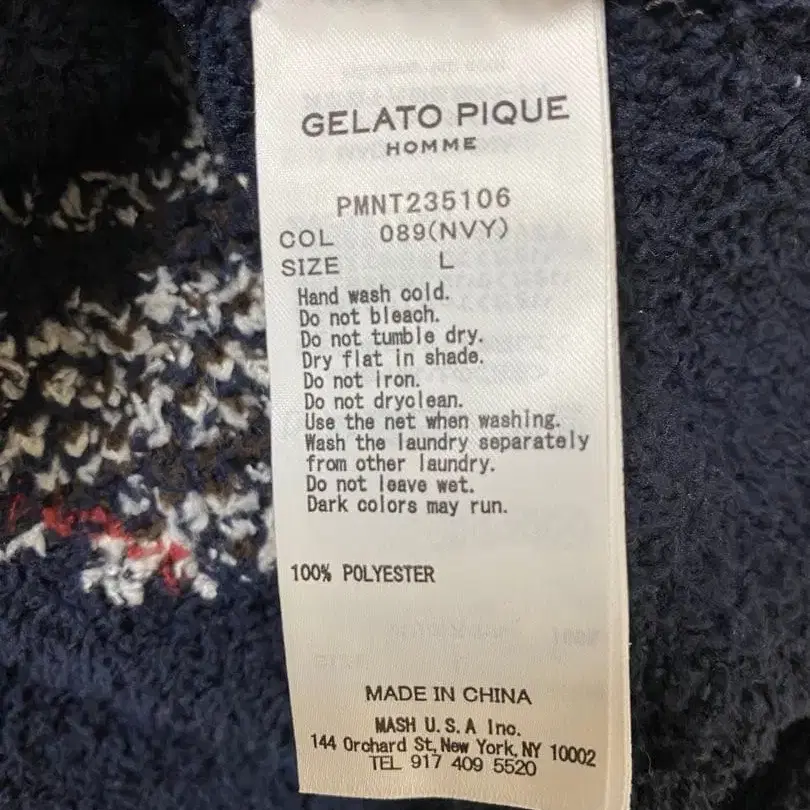 GELATO PIQUE
HOMME
PMNT235106
COL 089(NVY)
SIZE L
Hand wash cold.
Do not bleach.
Do not tumble dry.
Dry flat in shade.
Do not iron.
Do not dryclean.
Use the net when washing.
Wash the laundry separately
from other laundry.
Do not leave wet.
Dark colors may run.
100% POLYESTER
MADE IN CHINA
MASH U.S.A Inc.
144 Orchard St, New York, NY 10002
TEL 917 409 5520